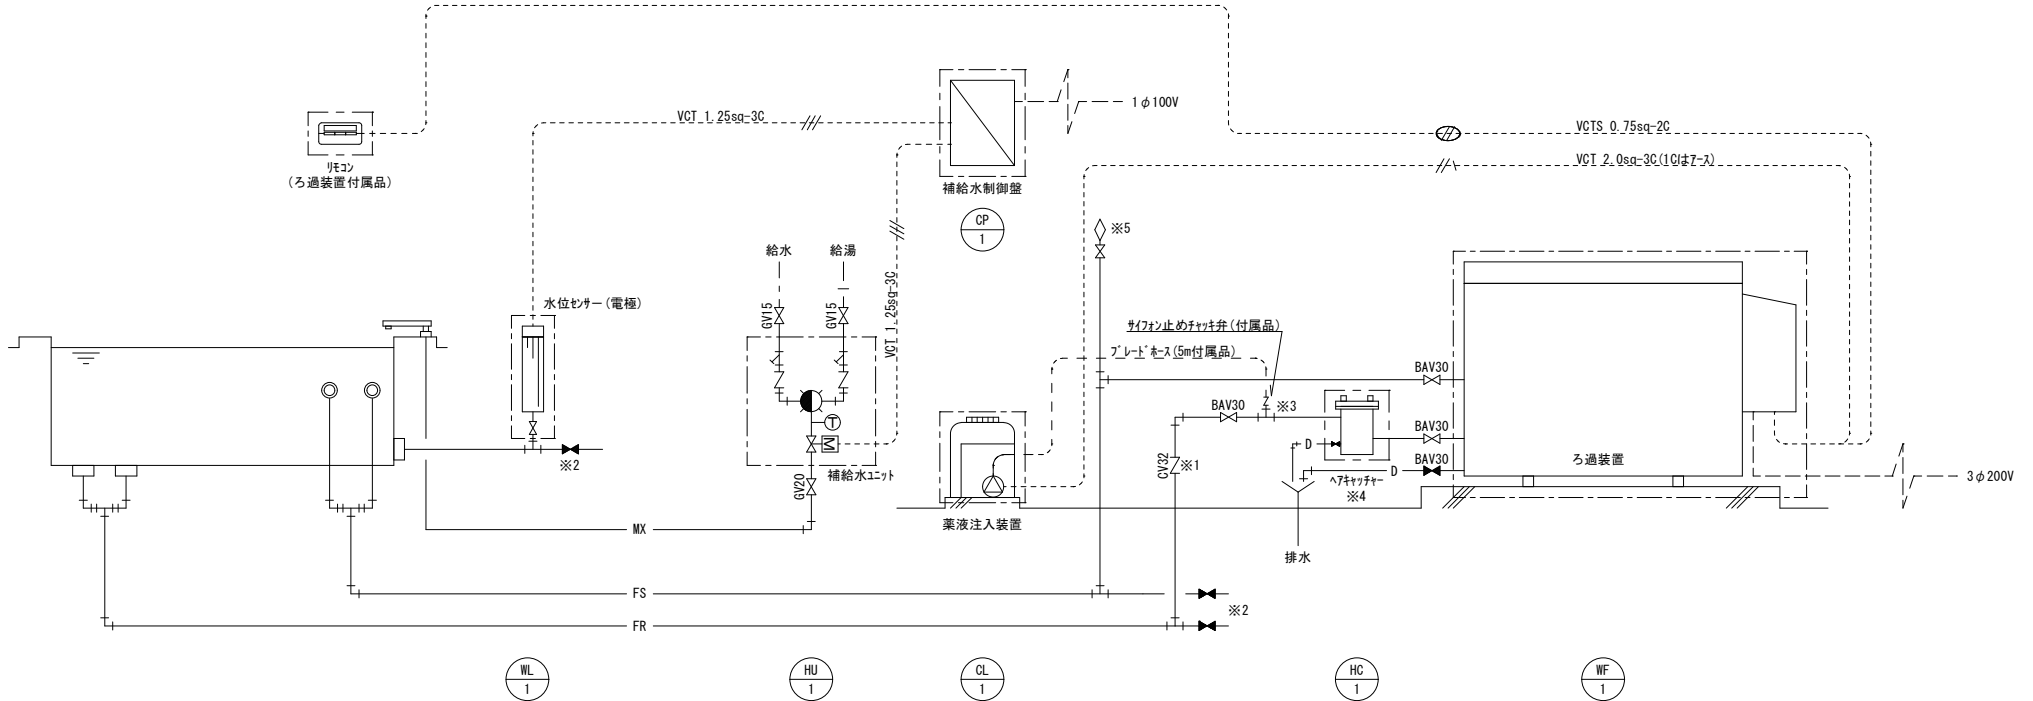 1φ100V
VCT 1.25sq-3C
VCTS 0.75sq-2C
VCT 2.0sq-3C(1Cはｱｰｽ)
ﾘﾓｺﾝ
(ろ過装置付属品)
補給水制御盤
CP
1
※5
給水
給湯
VCT 1.25sq-3C
水位ｾﾝｻｰ(電極)
GV15
GV15
ｻｲﾌｫﾝ止めﾁｬｯｷ弁(付属品)
ﾌﾞﾚｰﾄﾞﾎｰｽ(5m付属品)
BAV30
BAV30
※3
T
BAV30
D
M
※2
CV32
※1
BAV30
D
ろ過装置
補給水ﾕﾆｯﾄ
GV20
ﾍｱｷｬｯﾁｬｰ
※4
3φ200V
薬液注入装置
MX
排水
FS
※2
FR
WL
1
HU
1
CL
1
HC
1
WF
1